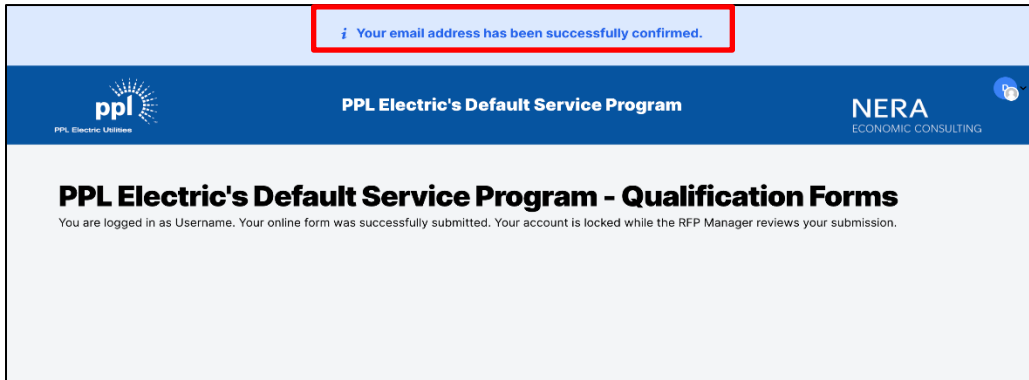 i Your email address has been successfully confirmed.
ppl
PPL Electric Utilities
PPL Electric's Default Service Program
NERA
ECONOMIC CONSULTING
PPL Electric's Default Service Program - Qualification Forms
You are logged in as Username. Your online form was successfully submitted. Your account is locked while the RFP Manager reviews your submission.